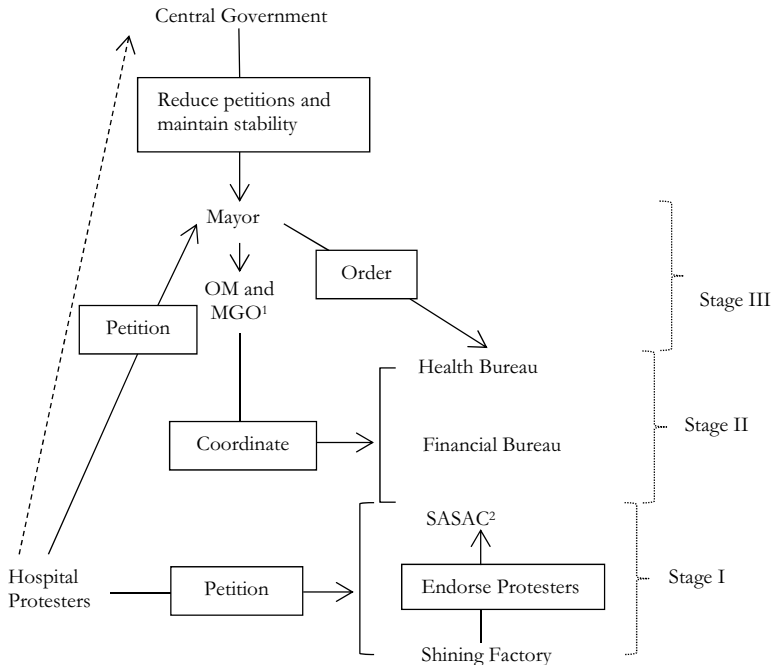 Central Government
Reduce petitions and
maintain stability
Mayor
Order
OM and
MGO¹
Stage III
Petition
Health Bureau
Coordinate
Financial Bureau
Stage II
SASAC²
Hospital
Protesters
Petition
Endorse Protesters
Stage I
Shining Factory